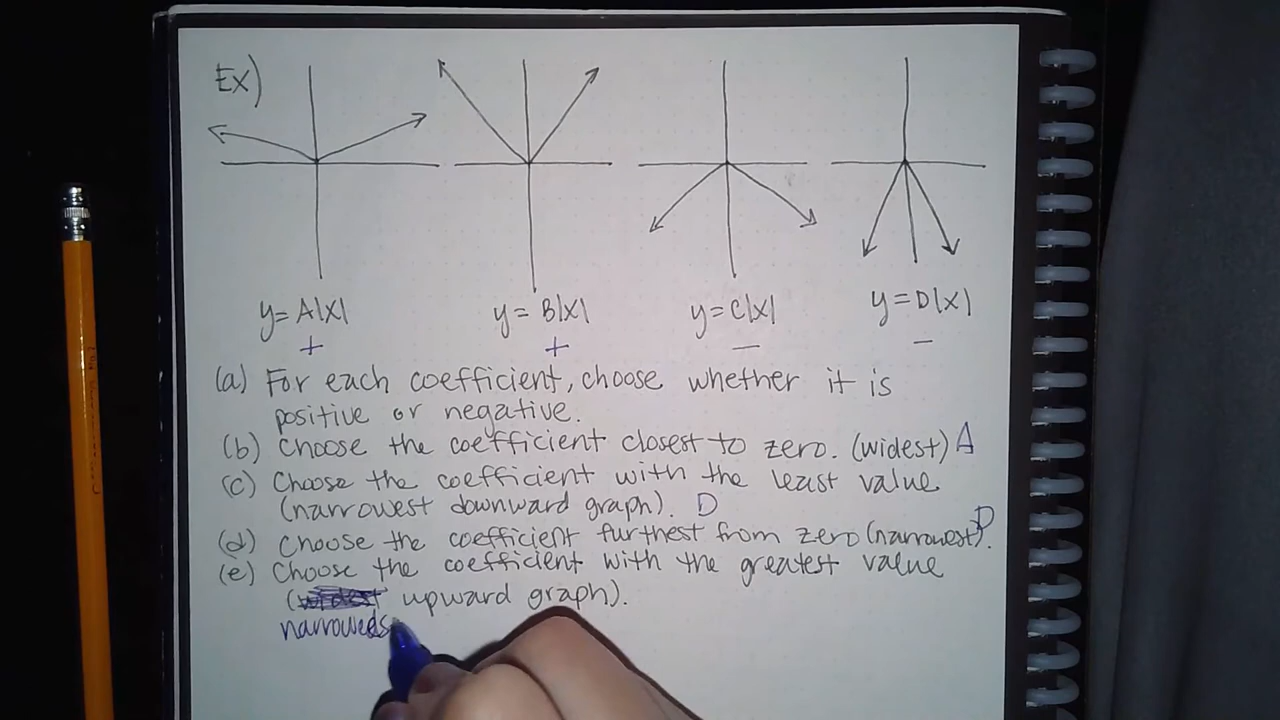 Ex)
y=A|X| y=B|X| y=C|X| y=D|X|
+ + — —
(a) For each coefficient, choose whether it is
positive or negative.
(b) Choose the coefficient closest to zero. (widest) A
(c) Choose the coefficient with the least value
(narrowest downward graph). D
(d) Choose the coefficient furthest from zero (narrowest). D
(e) Choose the coefficient with the greatest value
(widest upward graph).
narrowes